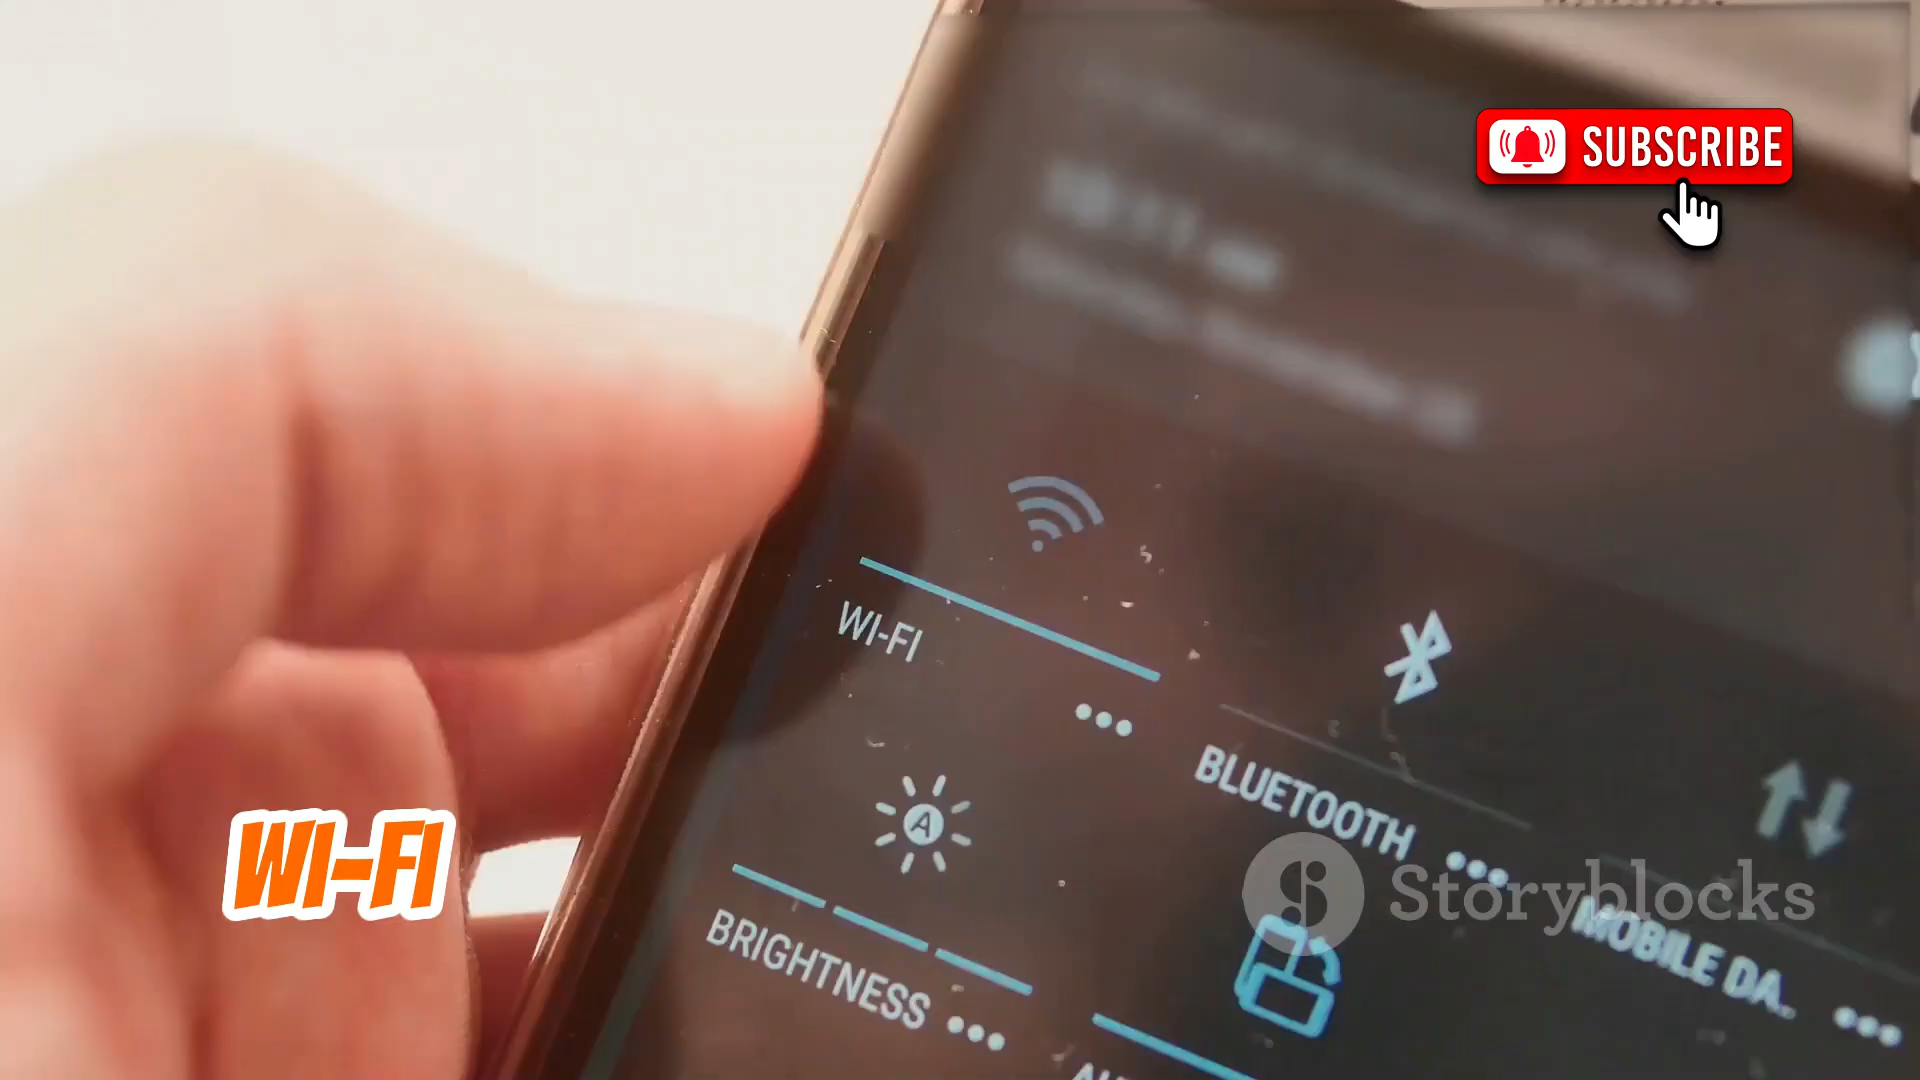 SUBSCRIBE
WI-FI
BLUETOOTH
WI-FI
A
Storyblocks
MOBILE DA..
BRIGHTNESS